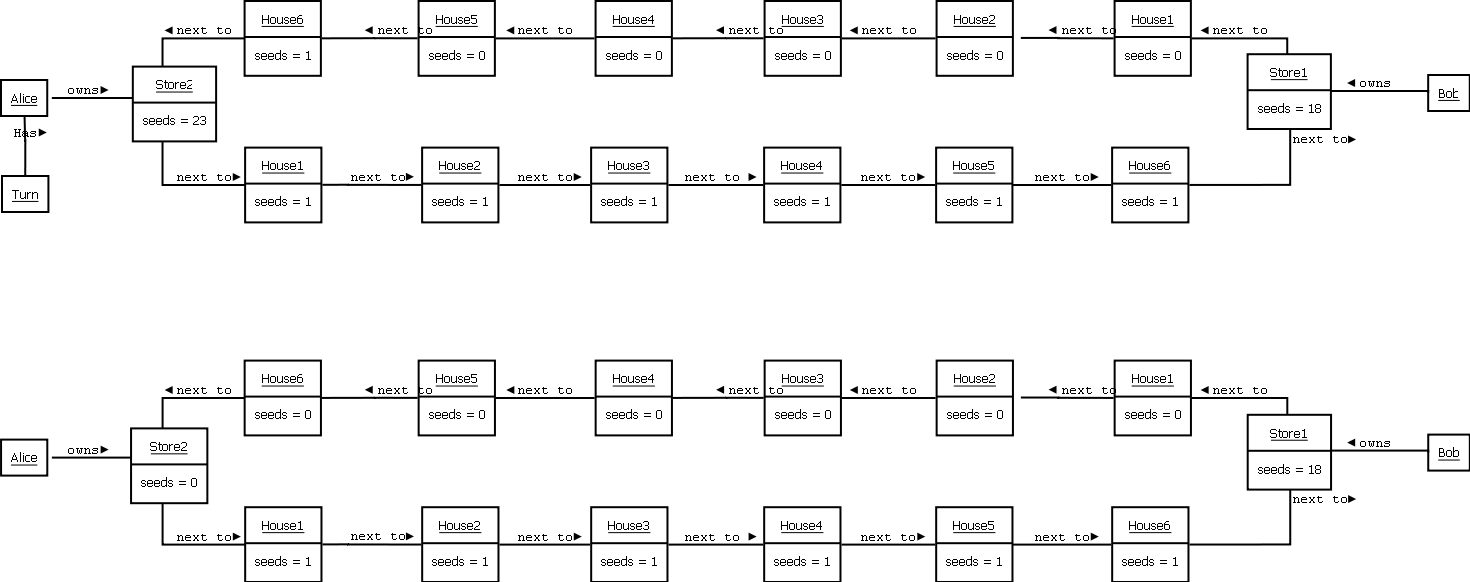 House6 House5 House4 House3 House2 House1
next to next to next to next to next to next to next to
seeds = 1 seeds = 0 seeds = 0 seeds = 0 seeds = 0 seeds = 0
Store2 Store1
Alice owns owns Bob
seeds = 23 seeds = 18
Has next to
House1 House2 House3 House4 House5 House6
next to next to next to next to next to next to
Turn
seeds = 1 seeds = 1 seeds = 1 seeds = 1 seeds = 1 seeds = 1
House6 House5 House4 House3 House2 House1
next to next to next to next to next to next to next to
seeds = 0 seeds = 0 seeds = 0 seeds = 0 seeds = 0 seeds = 0
Store2 Store1
Alice owns owns Bob
seeds = 0 seeds = 18
next to
House1 House2 House3 House4 House5 House6
next to next to next to next to next to next to
seeds = 1 seeds = 1 seeds = 1 seeds = 1 seeds = 1 seeds = 1